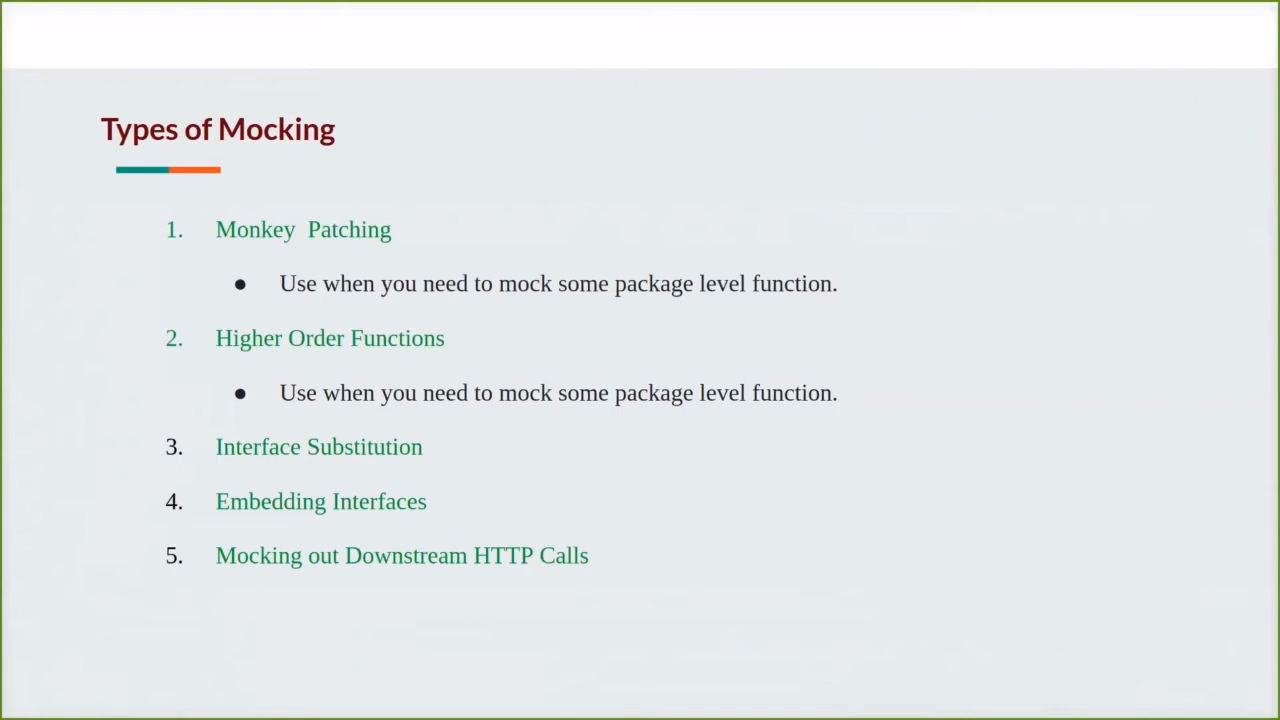 Types of Mocking
1. Monkey Patching
● Use when you need to mock some package level function.
2. Higher Order Functions
● Use when you need to mock some package level function.
3. Interface Substitution
4. Embedding Interfaces
5. Mocking out Downstream HTTP Calls